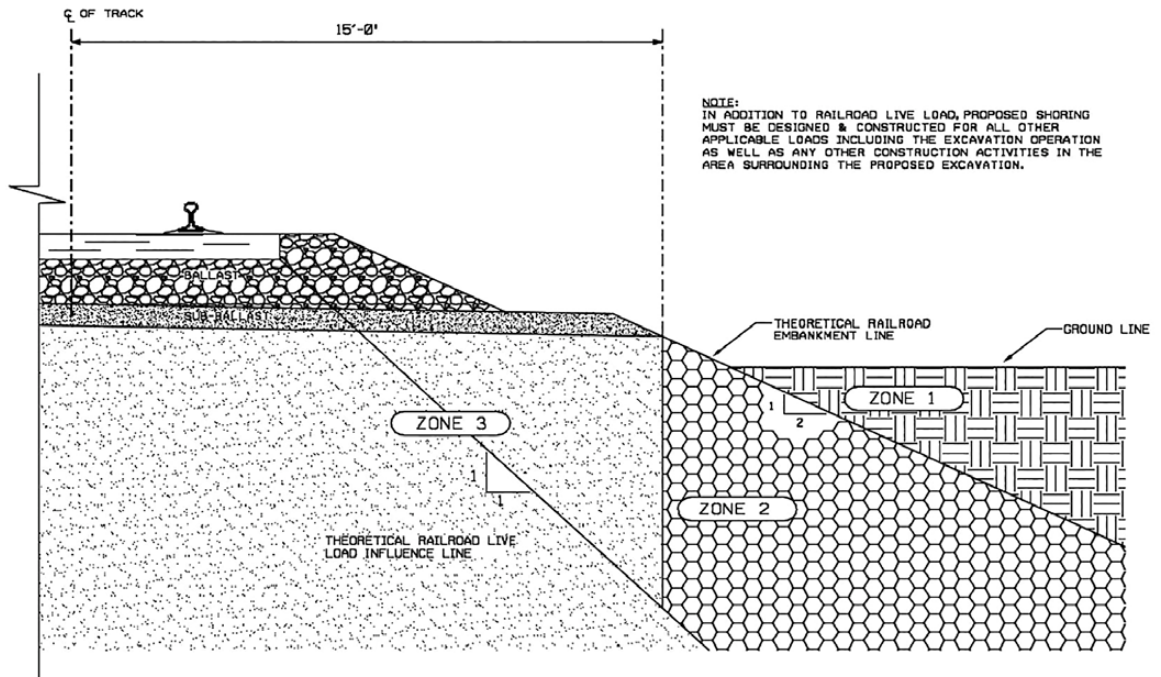 ℄ OF TRACK
15'-0"
NOTE:
IN ADDITION TO RAILROAD LIVE LOAD, PROPOSED SHORING
MUST BE DESIGNED & CONSTRUCTED FOR ALL OTHER
APPLICABLE LOADS INCLUDING THE EXCAVATION OPERATION
AS WELL AS ANY OTHER CONSTRUCTION ACTIVITIES IN THE
AREA SURROUNDING THE PROPOSED EXCAVATION.
BALLAST
SUB-BALLAST
THEORETICAL RAILROAD
EMBANKMENT LINE
GROUND LINE
ZONE 1
1
2
ZONE 3
1
1
ZONE 2
THEORETICAL RAILROAD LIVE
LOAD INFLUENCE LINE